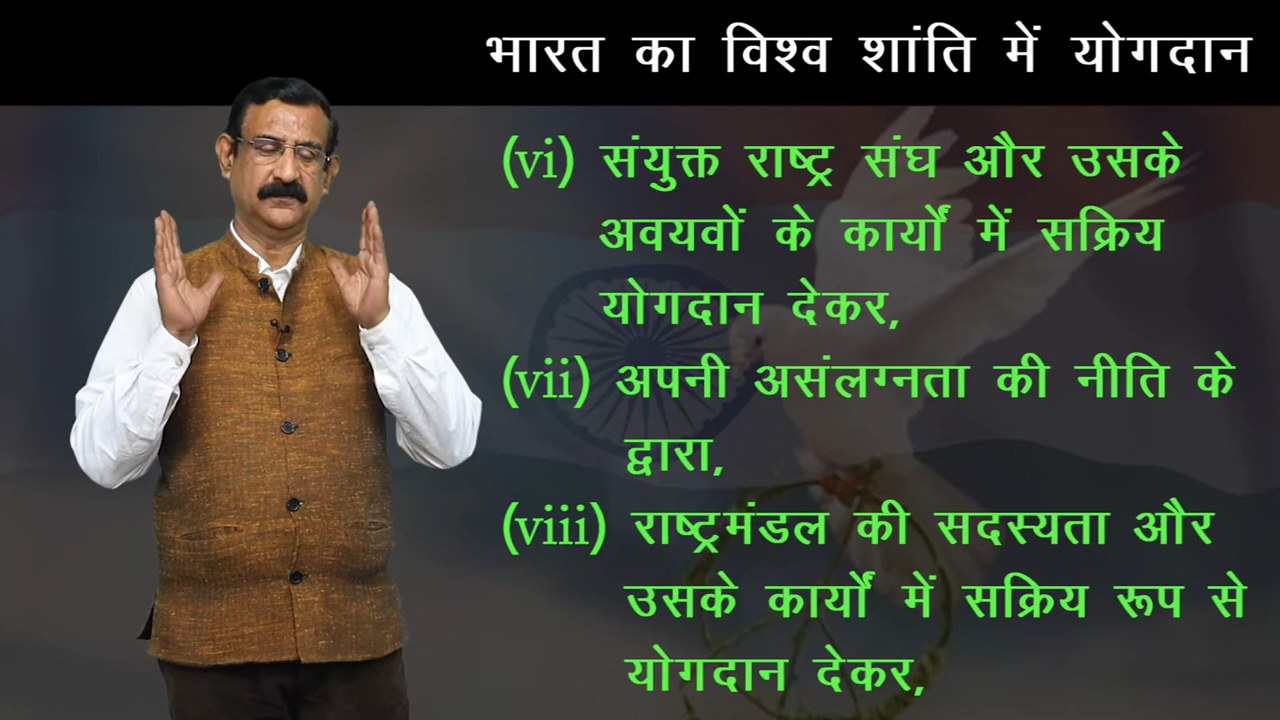 भारत का विश्व शांति में योगदान
(vi) संयुक्त राष्ट्र संघ और उसके
अवयवों के कार्यों में सक्रिय
योगदान देकर,
(vii) अपनी असंलग्नता की नीति के
द्वारा,
(viii) राष्ट्रमंडल की सदस्यता और
उसके कार्यों में सक्रिय रूप से
योगदान देकर,